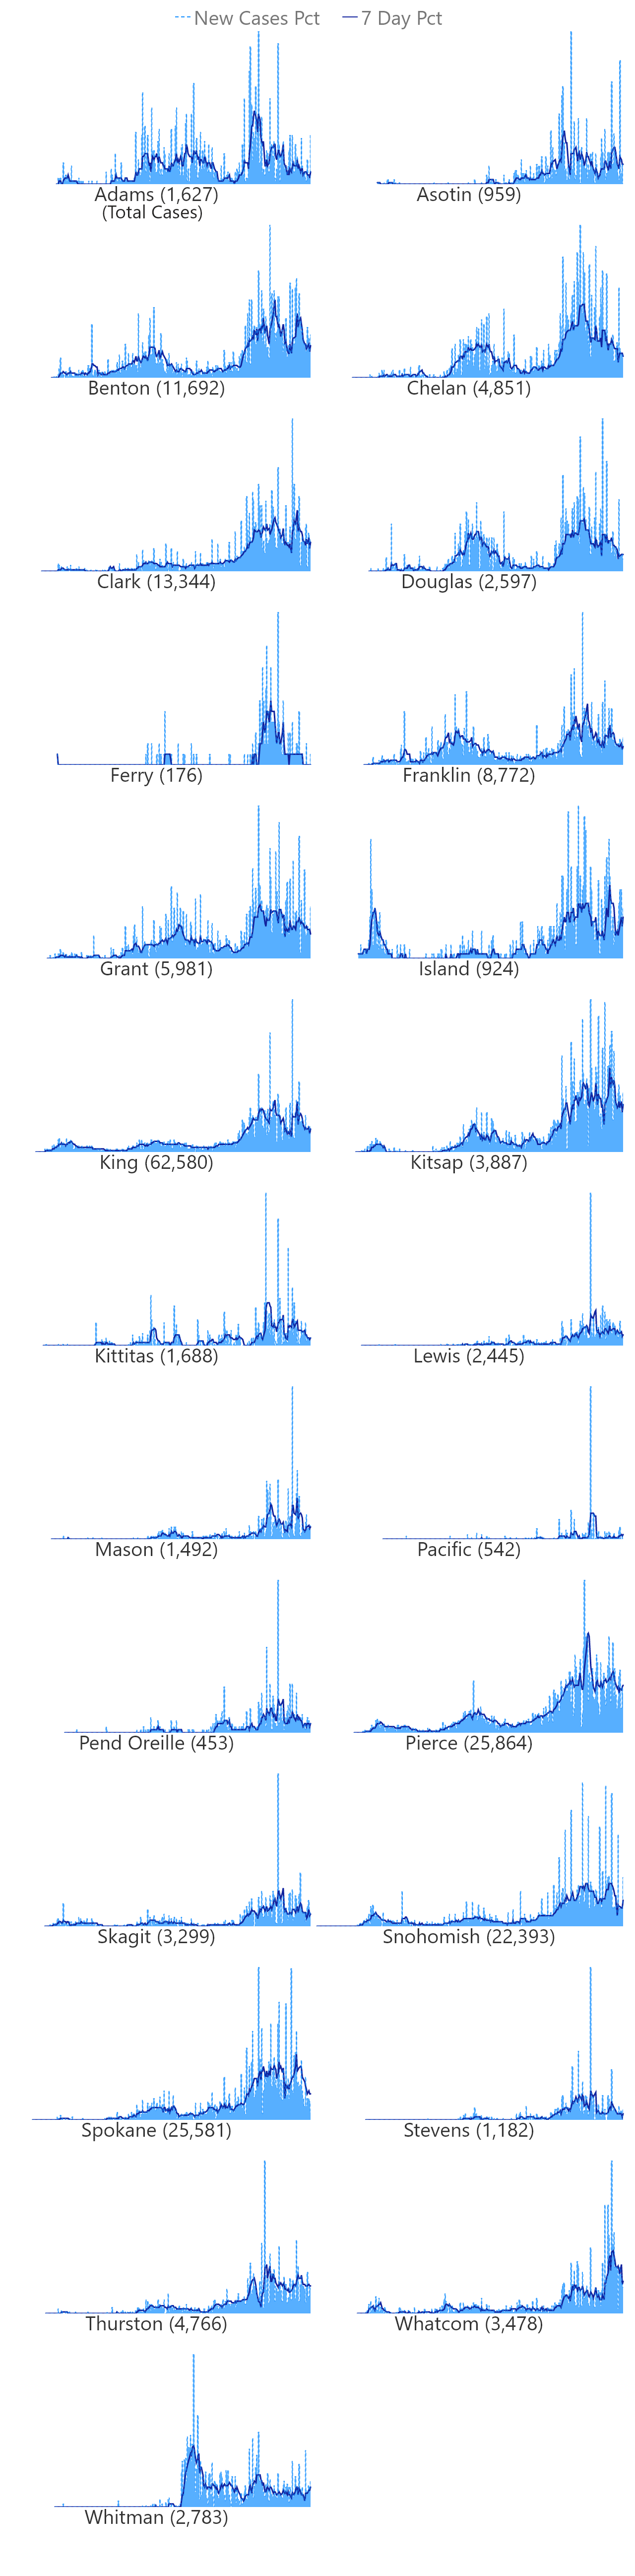 New Cases Pct 7 Day Pct
Adams (1,627)
(Total Cases)
Asotin (959)
Benton (11,692)
Chelan (4,851)
Clark (13,344)
Douglas (2,597)
Ferry (176)
Franklin (8,772)
Grant (5,981)
Island (924)
King (62,580)
Kitsap (3,887)
Kittitas (1,688)
Lewis (2,445)
Mason (1,492)
Pacific (542)
Pend Oreille (453)
Pierce (25,864)
Skagit (3,299)
Snohomish (22,393)
Spokane (25,581)
Stevens (1,182)
Thurston (4,766)
Whatcom (3,478)
Whitman (2,783)